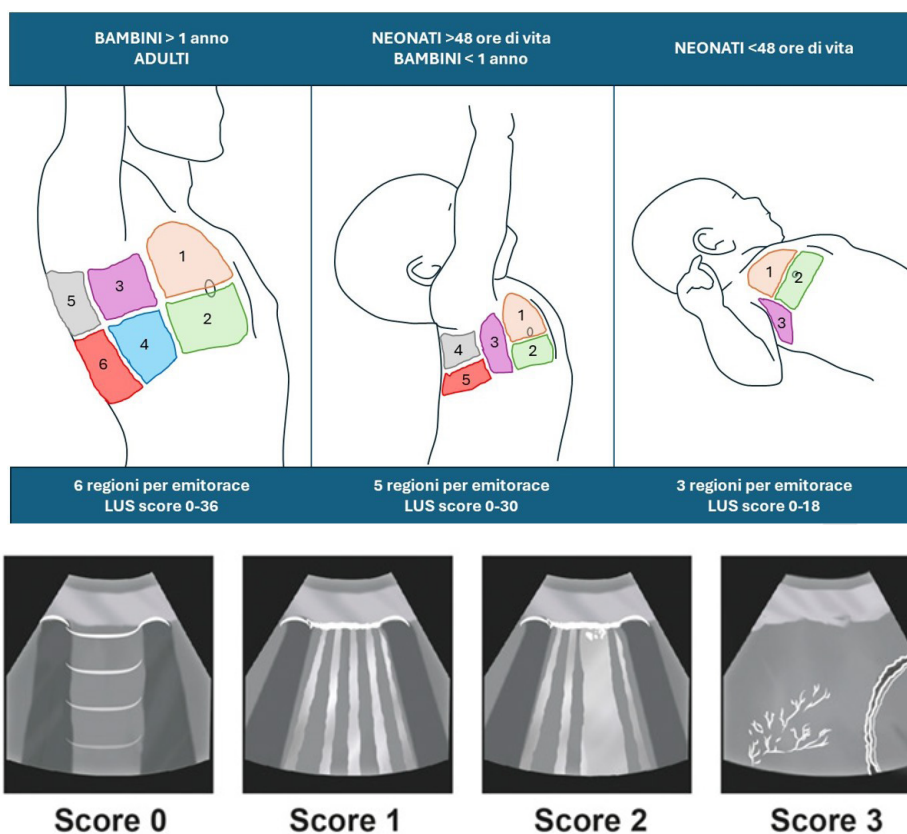 BAMBINI > 1 anno
ADULTI
NEONATI >48 ore di vita
BAMBINI < 1 anno
NEONATI <48 ore di vita
1
2
3
4
5
6
1
2
3
4
5
1
2
3
6 regioni per emitorace
LUS score 0-36
5 regioni per emitorace
LUS score 0-30
3 regioni per emitorace
LUS score 0-18
Score 0
Score 1
Score 2
Score 3